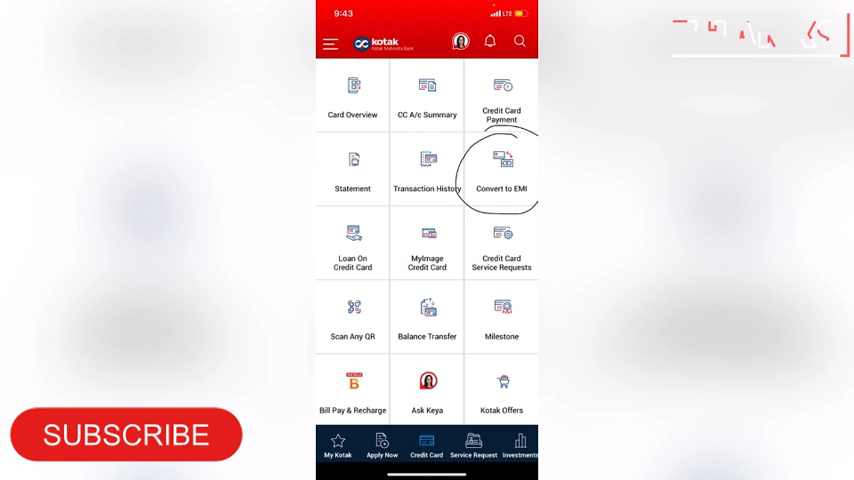 9:43
LTE
kotak
Kotak Mahindra Bank
Card Overview
CC A/c Summary
Credit Card
Payment
Statement
Transaction History
Convert to EMI
Loan On
Credit Card
MyImage
Credit Card
Credit Card
Service Requests
Scan Any QR
Balance Transfer
Milestone
B
Bill Pay & Recharge
Ask Keya
Kotak Offers
SUBSCRIBE
My Kotak
Apply Now
Credit Card
Service Request
Investments